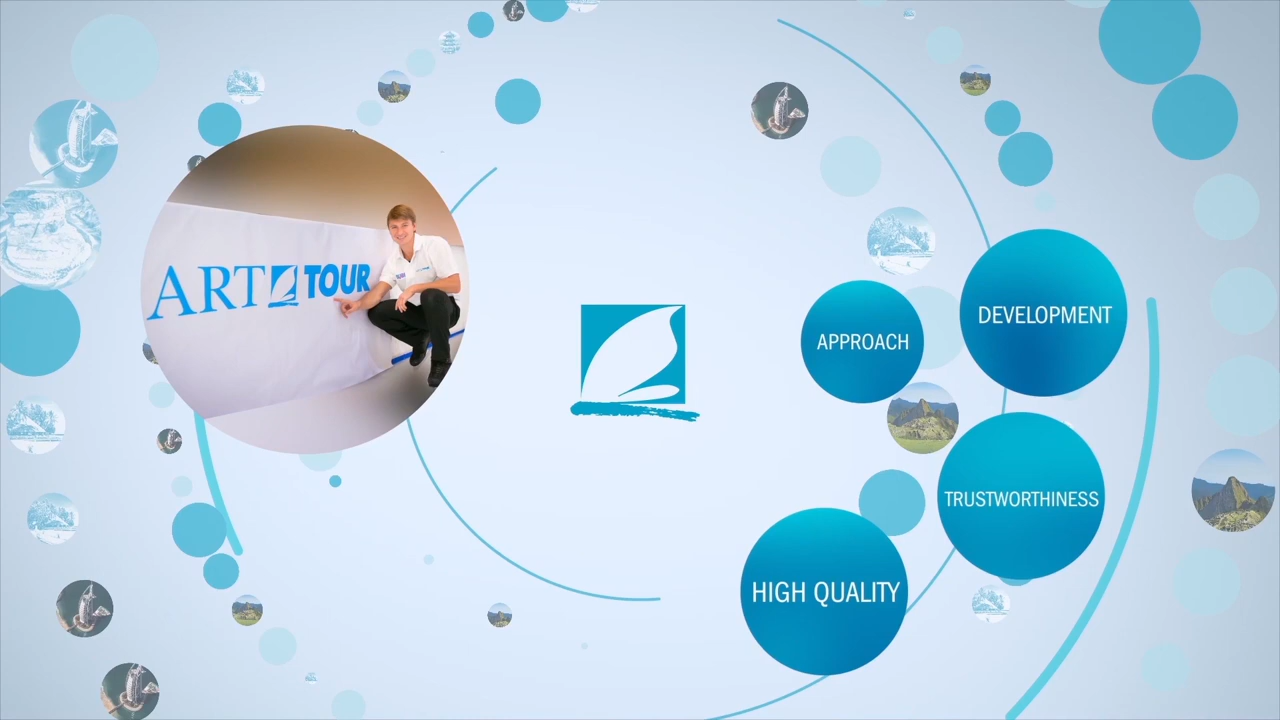 ART TOUR
APPROACH
DEVELOPMENT
TRUSTWORTHINESS
HIGH QUALITY